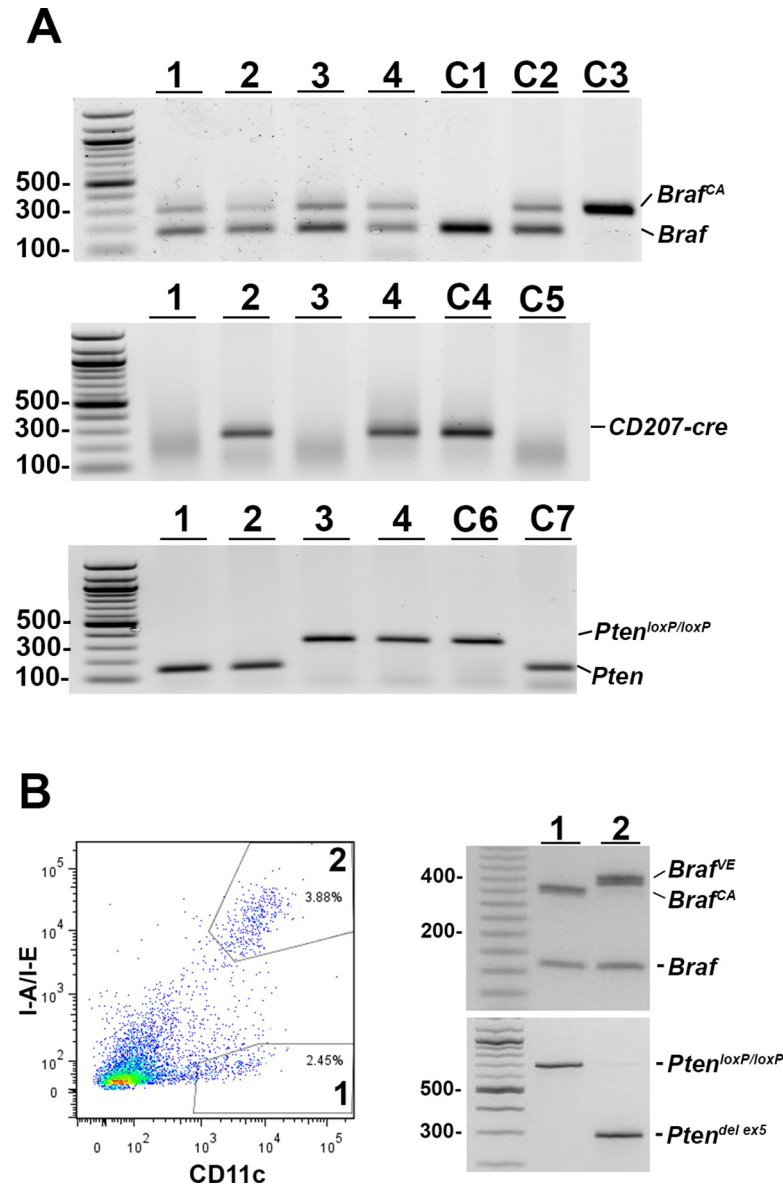 A
1 2 3 4 C1 C2 C3
500-
300-
100-
Braf^CA
Braf
1 2 3 4 C4 C5
500-
300-
100-
CD207-cre
1 2 3 4 C6 C7
500-
300-
100-
Pten^loxP/loxP
Pten
B
I-A/I-E
10^5
10^4
10^3
10^2
0
2
3.88%
2.45%
1
0 10^2 10^3 10^4 10^5
CD11c
1 2
400-
200-
Braf^VE
Braf^CA
Braf
500-
300-
Pten^loxP/loxP
Pten^del ex5